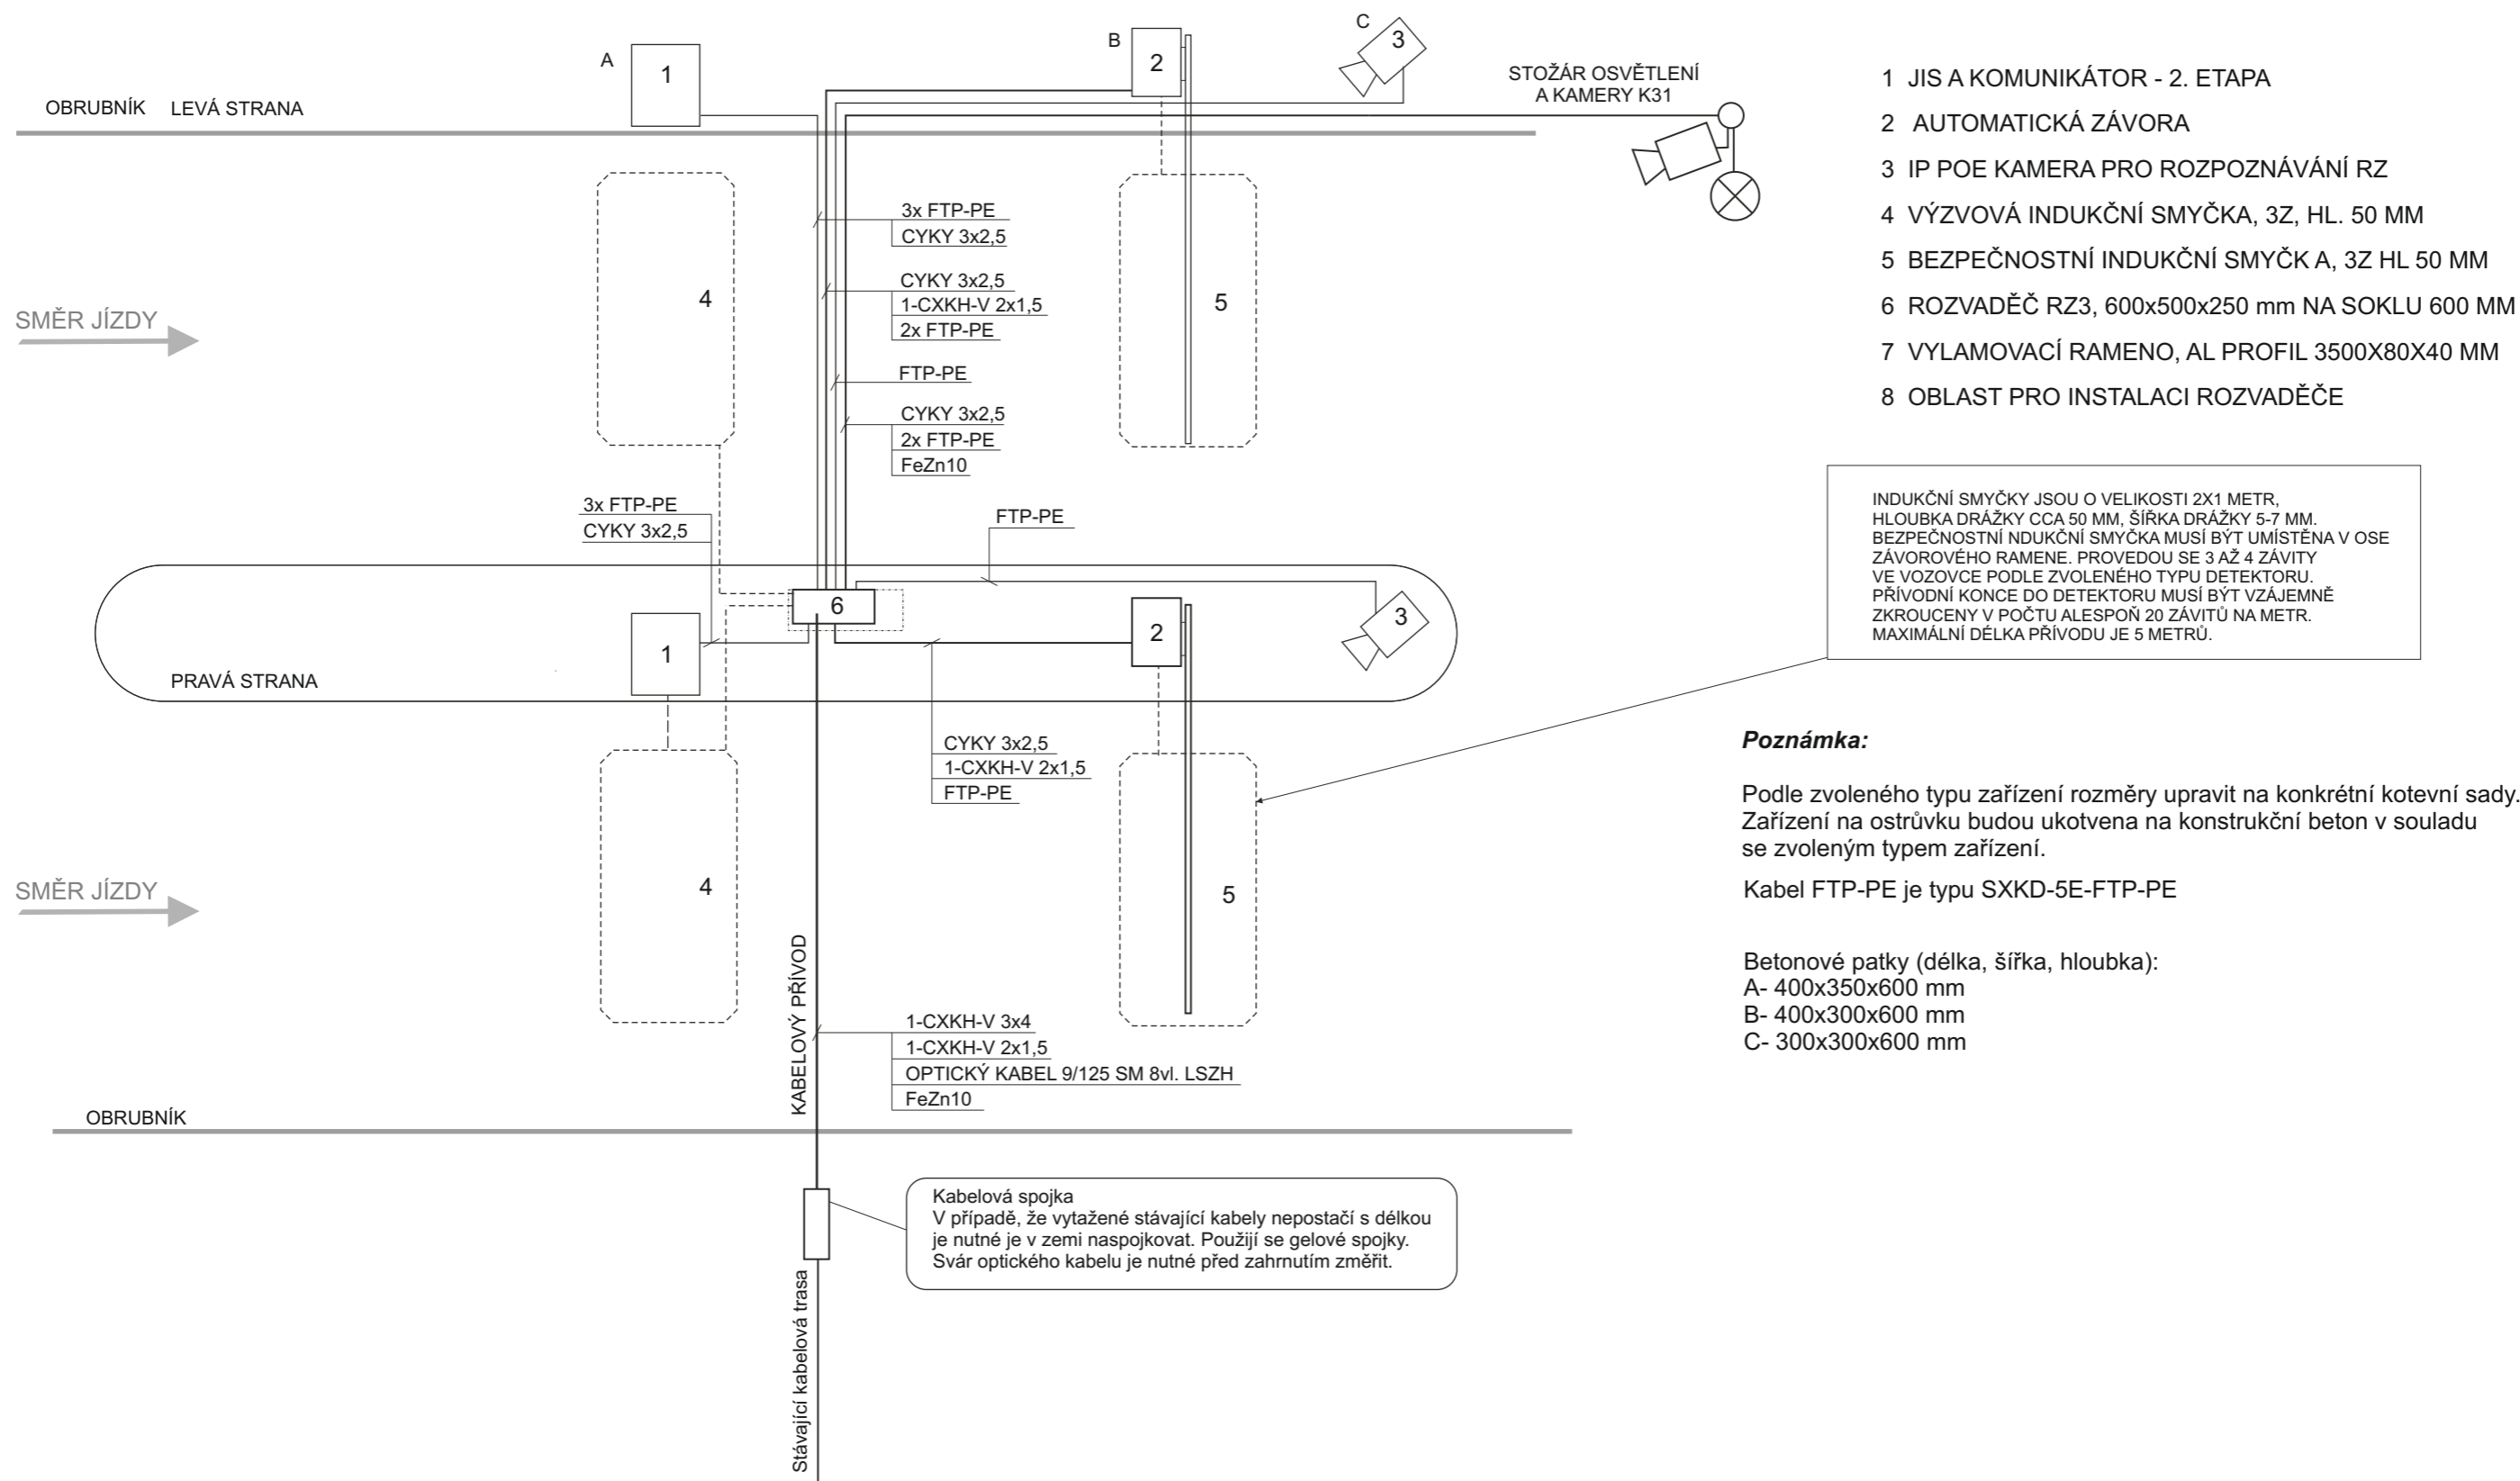 A
1
B
2
C
3
STOŽÁR OSVĚTLENÍ
A KAMERY K31
OBRUBNÍK LEVÁ STRANA
4
5
3x FTP-PE
CYKY 3x2,5
CYKY 3x2,5
1-CXKH-V 2x1,5
2x FTP-PE
FTP-PE
CYKY 3x2,5
2x FTP-PE
FeZn10
SMĚR JÍZDY
3x FTP-PE
CYKY 3x2,5
FTP-PE
6
1
2
3
PRAVÁ STRANA
CYKY 3x2,5
1-CXKH-V 2x1,5
FTP-PE
SMĚR JÍZDY
4
5
KABELOVÝ PŘÍVOD
1-CXKH-V 3x4
1-CXKH-V 2x1,5
OPTICKÝ KABEL 9/125 SM 8vl. LSZH
FeZn10
OBRUBNÍK
Kabelová spojka
V případě, že vytažené stávající kabely nepostačí s délkou
je nutné je v zemi naspojkovat. Použijí se gelové spojky.
Svár optického kabelu je nutné před zahrnutím změřit.
Stávající kabelová trasa
1 JIS A KOMUNIKÁTOR - 2. ETAPA
2 AUTOMATICKÁ ZÁVORA
3 IP POE KAMERA PRO ROZPOZNÁVÁNÍ RZ
4 VÝZVOVÁ INDUKČNÍ SMYČKA, 3Z, HL. 50 MM
5 BEZPEČNOSTNÍ INDUKČNÍ SMYČK A, 3Z HL 50 MM
6 ROZVADĚČ RZ3, 600x500x250 mm NA SOKLU 600 MM
7 VYLAMOVACÍ RAMENO, AL PROFIL 3500X80X40 MM
8 OBLAST PRO INSTALACI ROZVADĚČE
INDUKČNÍ SMYČKY JSOU O VELIKOSTI 2X1 METR,
HLOUBKA DRÁŽKY CCA 50 MM, ŠÍŘKA DRÁŽKY 5-7 MM.
BEZPEČNOSTNÍ NDUKČNÍ SMYČKA MUSÍ BÝT UMÍSTĚNA V OSE
ZÁVOROVÉHO RAMENE. PROVEDOU SE 3 AŽ 4 ZÁVITY
VE VOZOVCE PODLE ZVOLENÉHO TYPU DETEKTORU.
PŘÍVODNÍ KONCE DO DETEKTORU MUSÍ BÝT VZÁJEMNĚ
ZKROUCENY V POČTU ALESPOŇ 20 ZÁVITŮ NA METR.
MAXIMÁLNÍ DÉLKA PŘÍVODU JE 5 METRŮ.
Poznámka:
Podle zvoleného typu zařízení rozměry upravit na konkrétní kotevní sady.
Zařízení na ostrůvku budou ukotvena na konstrukční beton v souladu
se zvoleným typem zařízení.
Kabel FTP-PE je typu SXKD-5E-FTP-PE
Betonové patky (délka, šířka, hloubka):
A- 400x350x600 mm
B- 400x300x600 mm
C- 300x300x600 mm